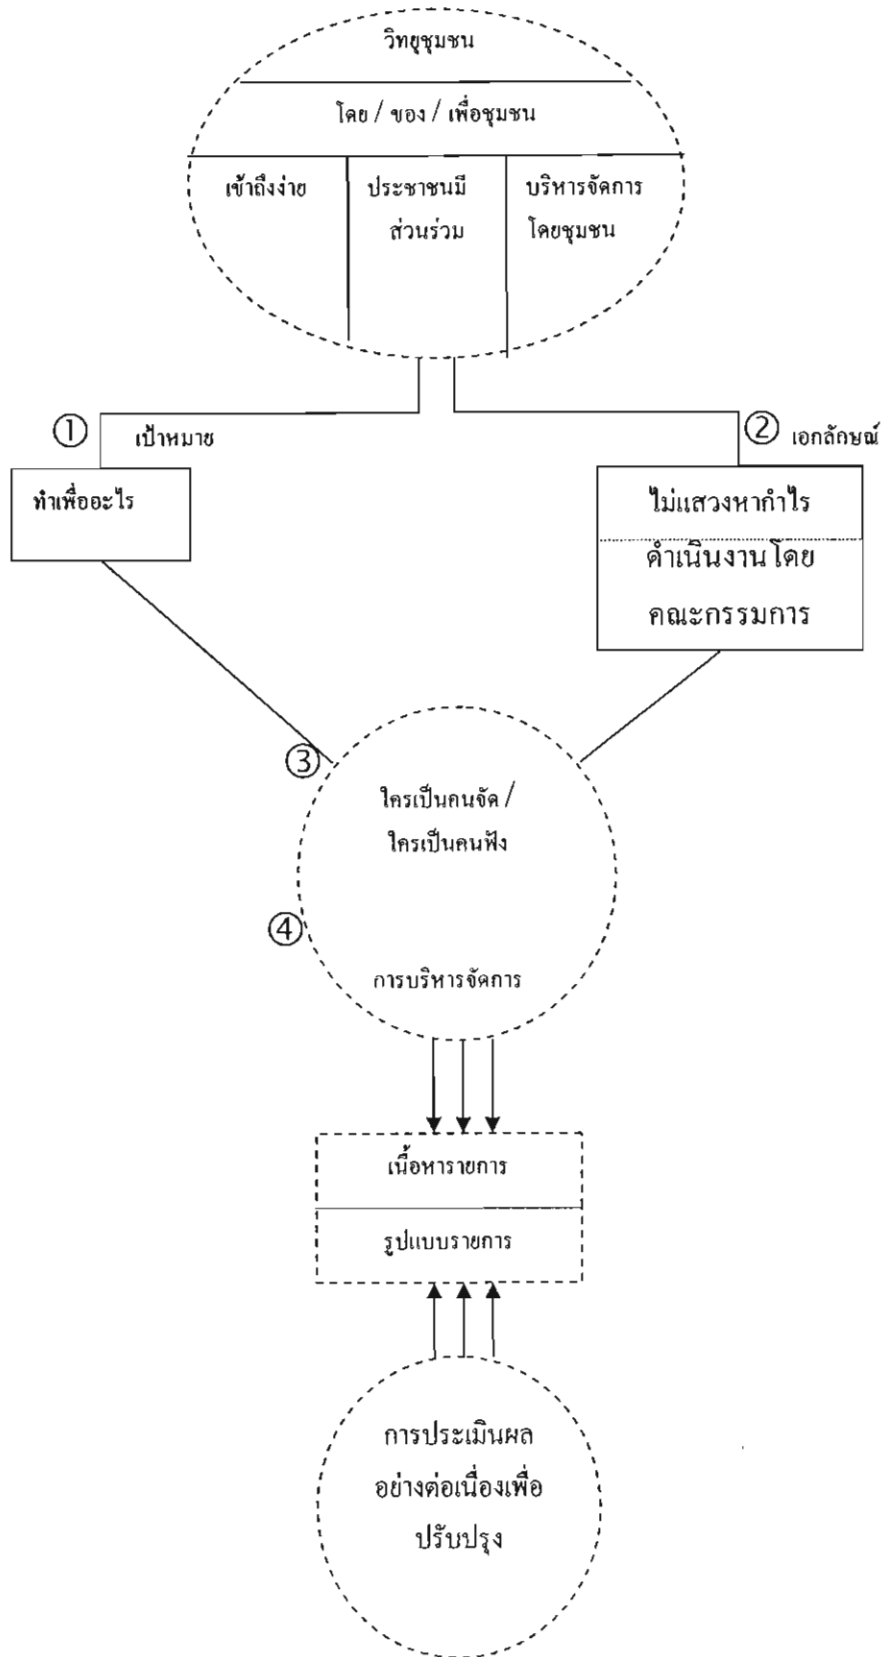 วิทยุชุมชน
โดย / ของ / เพื่อชุมชน
เข้าถึงง่าย
ประชาชนมี
ส่วนร่วม
บริหารจัดการ
โดยชุมชน
① เป้าหมาย
② เอกลักษณ์
ทำเพื่ออะไร
ไม่แสวงหากำไร
ดำเนินงานโดย
คณะกรรมการ
③
ใครเป็นคนจัด /
ใครเป็นคนฟัง
④
การบริหารจัดการ
เนื้อหารายการ
รูปแบบรายการ
การประเมินผล
อย่างต่อเนื่องเพื่อ
ปรับปรุง